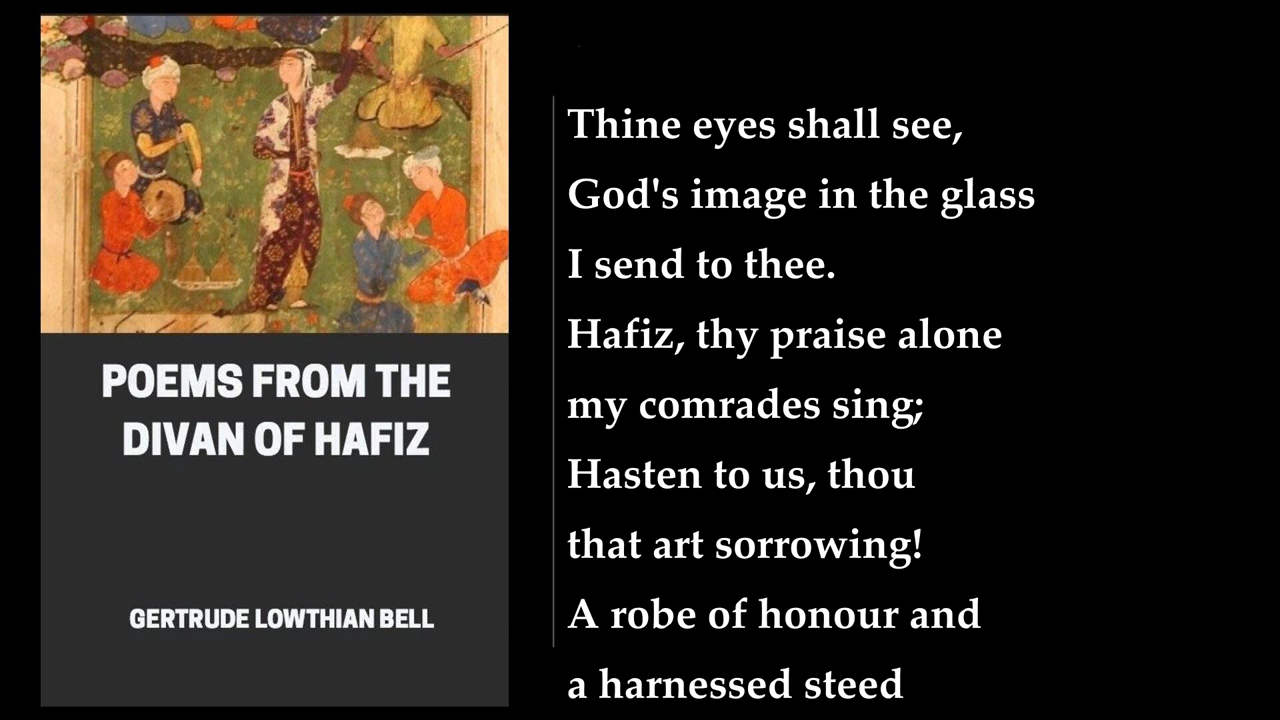 POEMS FROM THE
DIVAN OF HAFIZ
GERTRUDE LOWTHIAN BELL
Thine eyes shall see,
God's image in the glass
I send to thee.
Hafiz, thy praise alone
my comrades sing;
Hasten to us, thou
that art sorrowing!
A robe of honour and
a harnessed steed